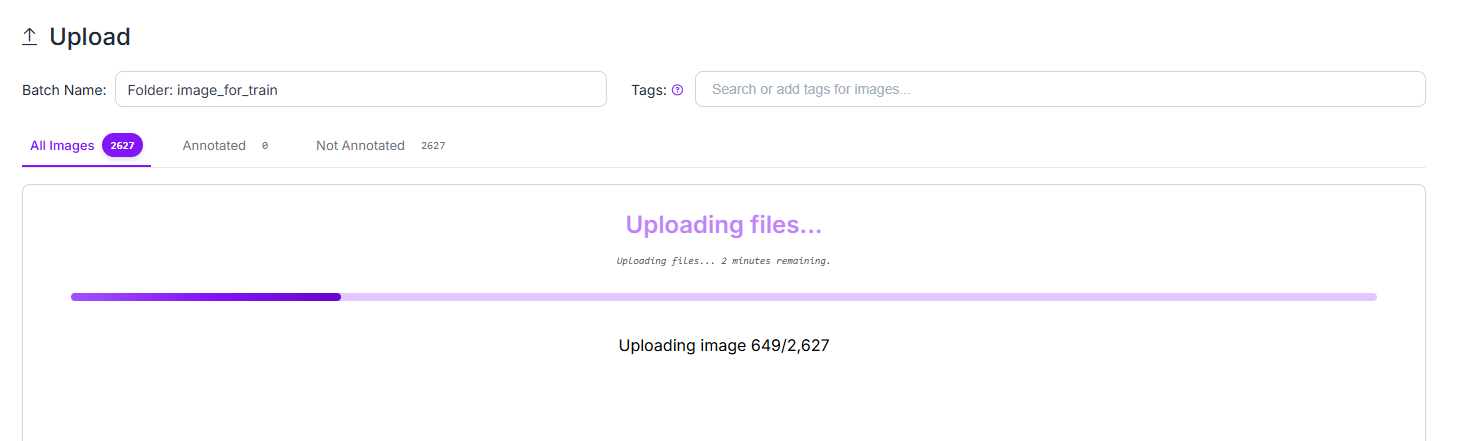 Upload
Batch Name: Folder: image_for_train Tags: Search or add tags for images...
All Images 2627 Annotated 0 Not Annotated 2627
Uploading files...
Uploading files... 2 minutes remaining.
Uploading image 649/2,627